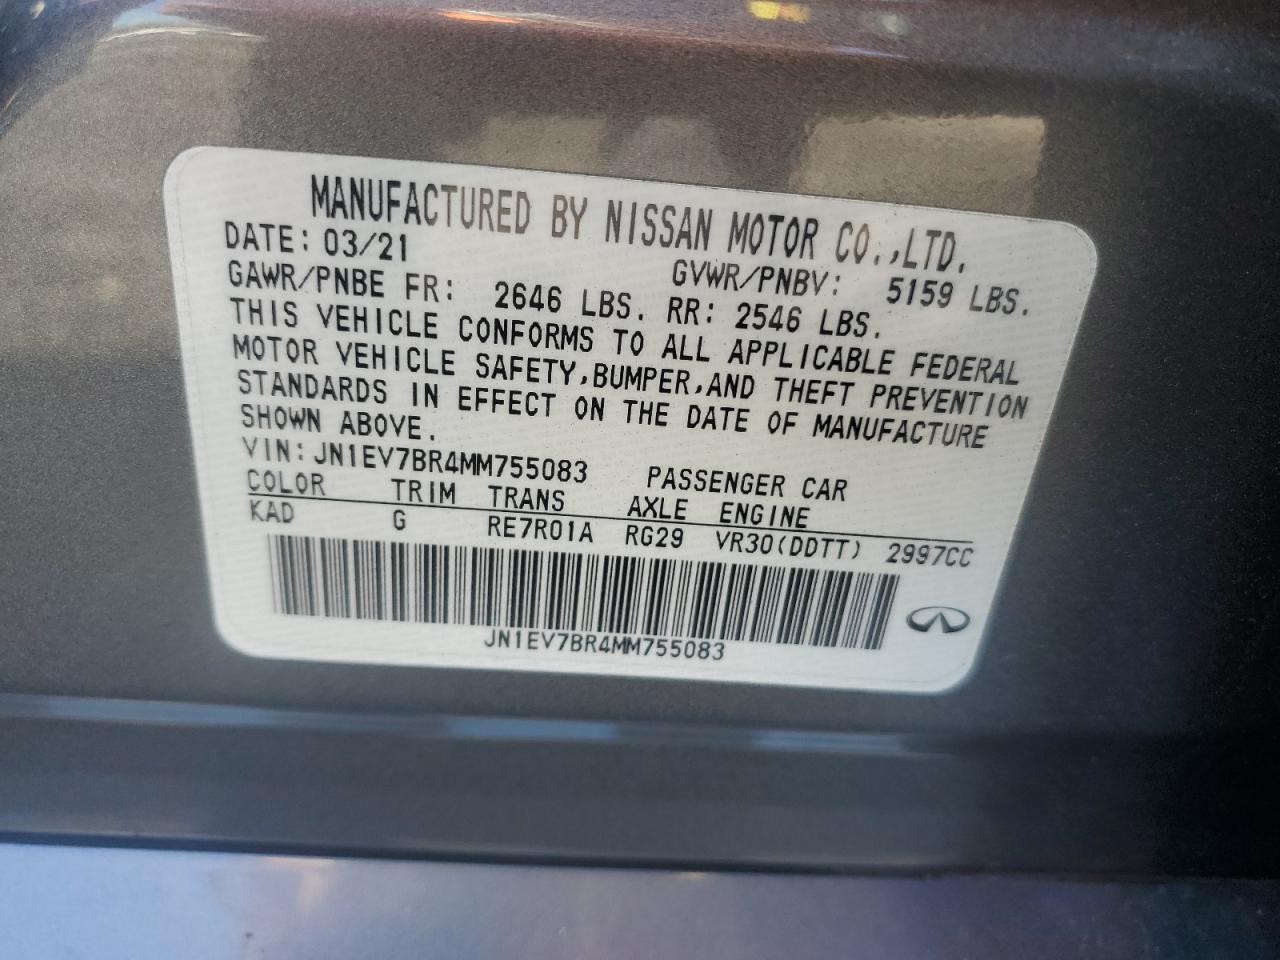 MANUFACTURED BY NISSAN MOTOR CO.,LTD.
DATE: 03/21 GVWR/PNBV: 5159 LBS.
GAWR/PNBE FR: 2646 LBS. RR: 2546 LBS.
THIS VEHICLE CONFORMS TO ALL APPLICABLE FEDERAL
MOTOR VEHICLE SAFETY,BUMPER,AND THEFT PREVENTION
STANDARDS IN EFFECT ON THE DATE OF MANUFACTURE
SHOWN ABOVE.
VIN: JN1EV7BR4MM755083 PASSENGER CAR
COLOR TRIM TRANS AXLE ENGINE
KAD G RE7R01A RG29 VR30(DDTT) 2997CC
JN1EV7BR4MM755083